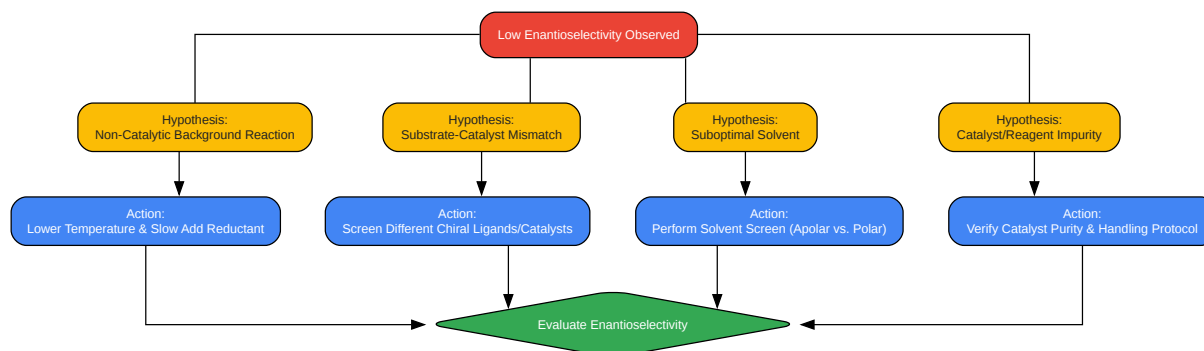 Low Enantioselectivity Observed
Hypothesis:
Non-Catalytic Background Reaction
Hypothesis:
Substrate-Catalyst Mismatch
Hypothesis:
Suboptimal Solvent
Hypothesis:
Catalyst/Reagent Impurity
Action:
Lower Temperature & Slow Add Reductant
Action:
Screen Different Chiral Ligands/Catalysts
Action:
Perform Solvent Screen (Apolar vs. Polar)
Action:
Verify Catalyst Purity & Handling Protocol
Evaluate Enantioselectivity